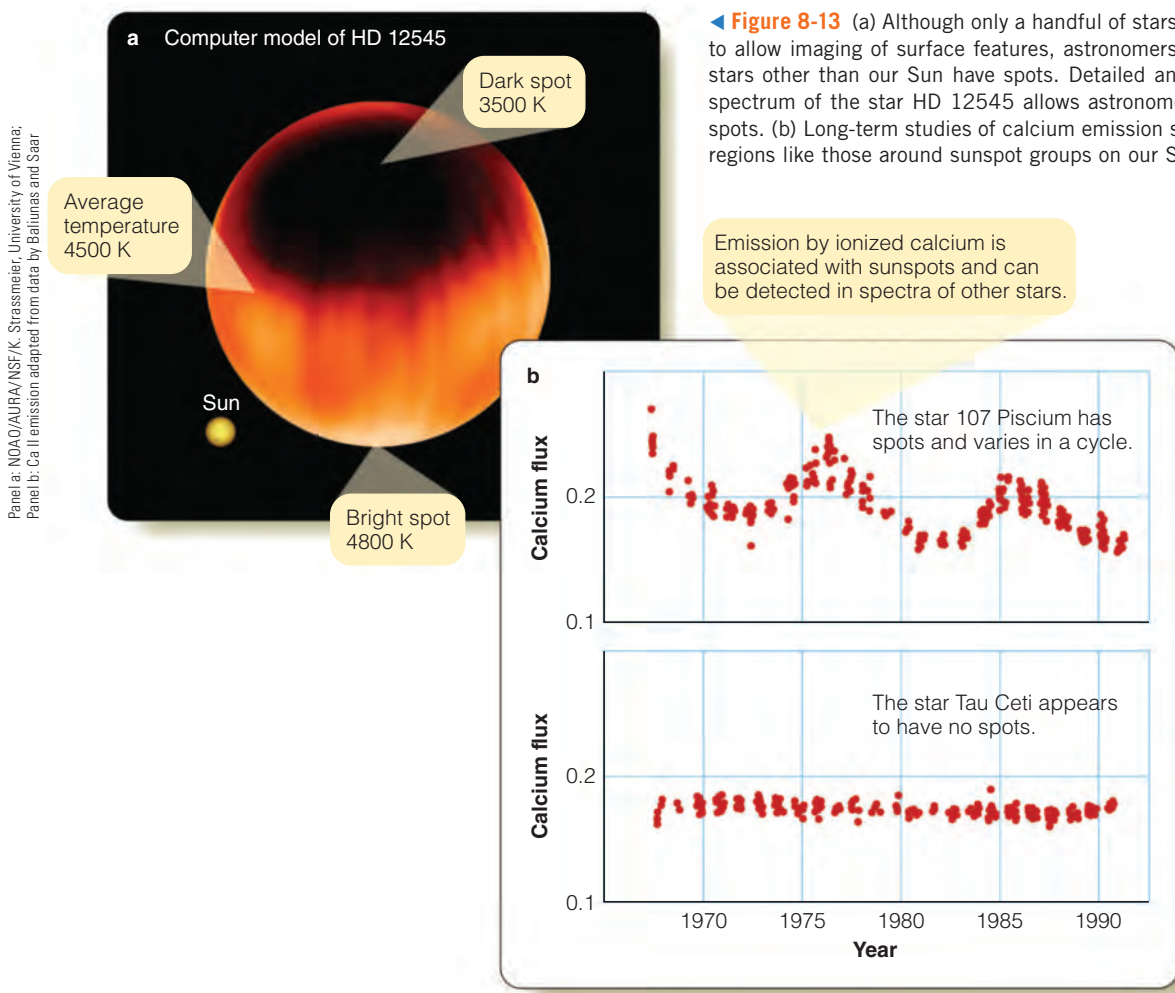 a Computer model of HD 12545
Dark spot
3500 K
Average
temperature
4500 K
Sun
Bright spot
4800 K
Panel a: NOAO/AURA/NSF/K. Strassmeier, University of Vienna;
Panel b: Ca II emission adapted from data by Baliunas and Saar
◀ Figure 8-13 (a) Although only a handful of stars
to allow imaging of surface features, astronomers
stars other than our Sun have spots. Detailed an
spectrum of the star HD 12545 allows astronom
spots. (b) Long-term studies of calcium emission s
regions like those around sunspot groups on our S
Emission by ionized calcium is
associated with sunspots and can
be detected in spectra of other stars.
b
The star 107 Piscium has
spots and varies in a cycle.
Calcium flux
0.2
0.1
The star Tau Ceti appears
to have no spots.
Calcium flux
0.2
0.1
1970 1975 1980 1985 1990
Year